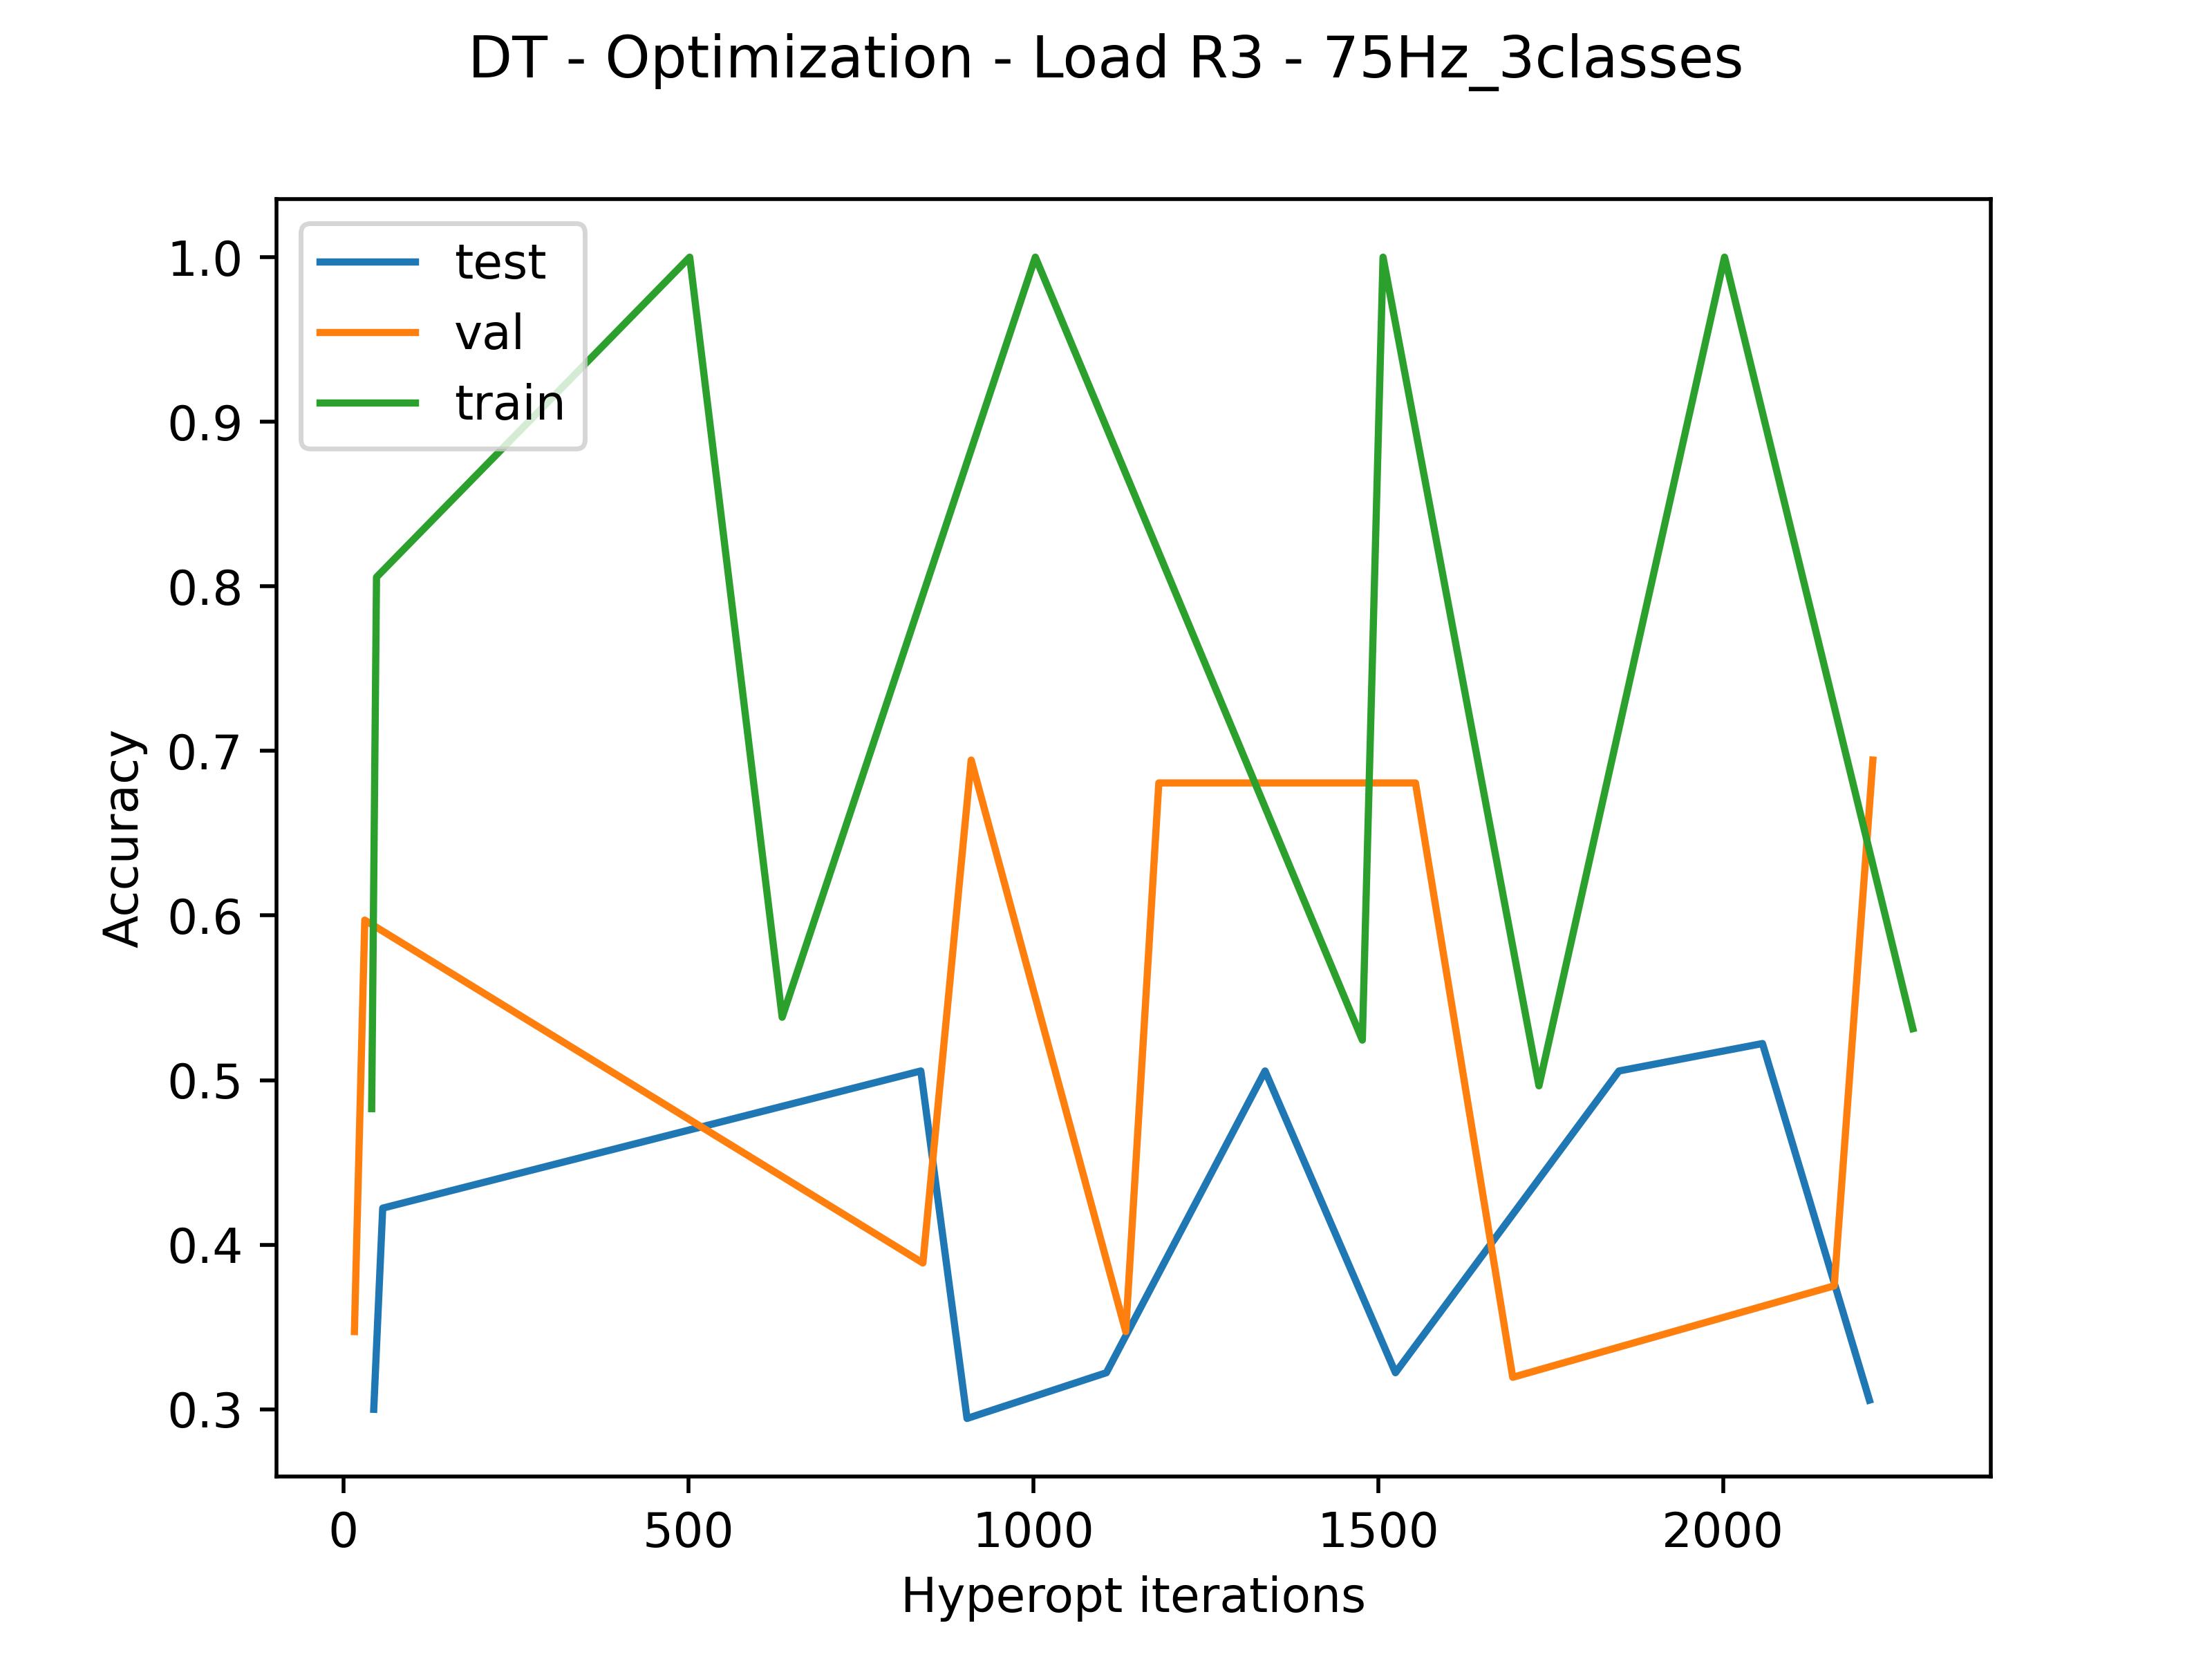 DT - Optimization - Load R3 - 75Hz_3classes
test
val
train
1.0
0.9
0.8
0.7
0.6
0.5
0.4
0.3
Accuracy
0 500 1000 1500 2000
Hyperopt iterations